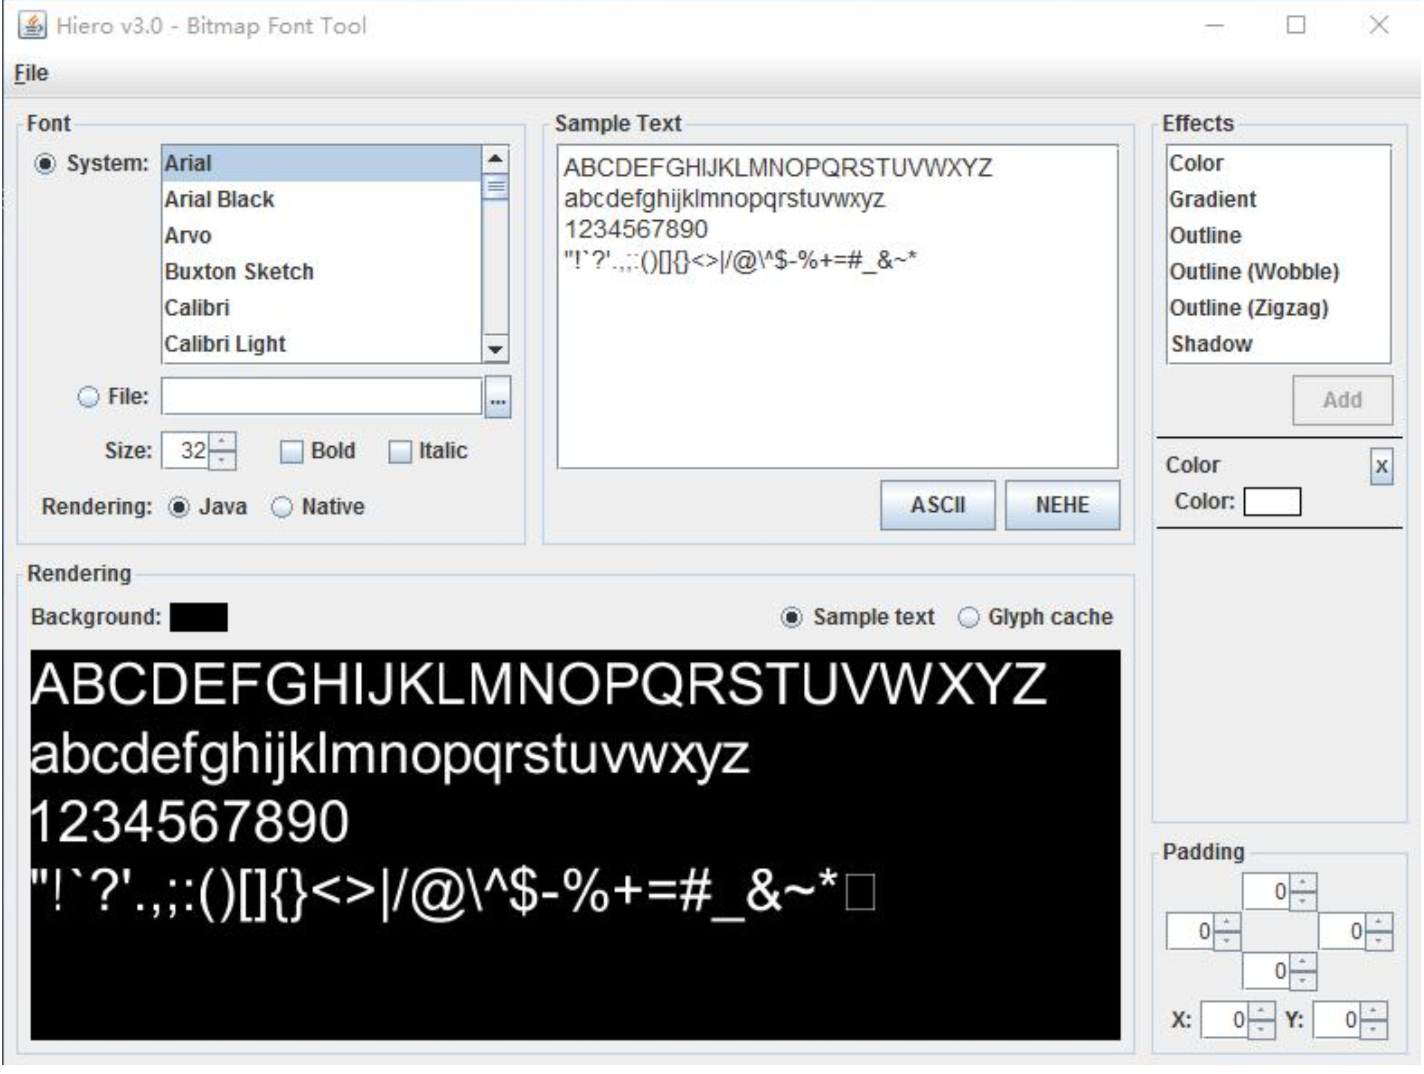 Hiero v3.0 - Bitmap Font Tool
File
Font
System:
Arial
Arial Black
Arvo
Buxton Sketch
Calibri
Calibri Light
File:
...
Size: 32 Bold Italic
Rendering: Java Native
Sample Text
ABCDEFGHIJKLMNOPQRSTUVWXYZ
abcdefghijklmnopqrstuvwxyz
1234567890
"!`?'.,;:()[]{}<>|/@\^$-%+=#_&~*
ASCII NEHE
Effects
Color
Gradient
Outline
Outline (Wobble)
Outline (Zigzag)
Shadow
Add
Color x
Color:
Rendering
Background: Sample text Glyph cache
ABCDEFGHIJKLMNOPQRSTUVWXYZ
abcdefghijklmnopqrstuvwxyz
1234567890
"!`?'.,;:()[]{}<>|/@\^$-%+=#_&~*
Padding
0
0 0
0
X: 0 Y: 0